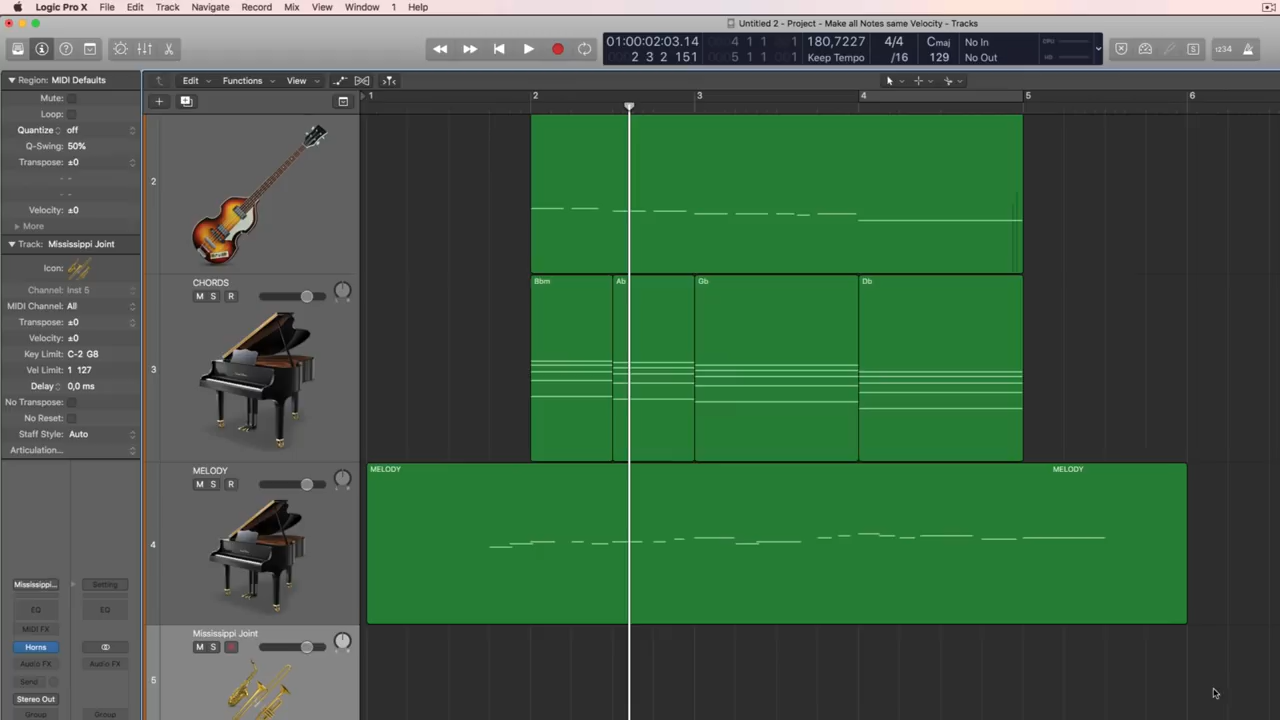 Logic Pro X File Edit Track Navigate Record Mix View Window 1 Help
Untitled 2 - Project - Make all Notes same Velocity - Tracks
01:00:02:03.14 4 1 1 1 180,7227 4/4 Cmaj No In
2 3 2 151 Keep Tempo /16 129 No Out
1234
Region: MIDI Defaults
Edit Functions View
Mute:
Loop:
Quantize off
Q-Swing: 50%
Transpose: ±0
Velocity: ±0
More
Track: Mississippi Joint
Icon:
Channel: Inst 5
MIDI Channel: All
Transpose: ±0
Velocity: ±0
Key Limit: C-2 G8
Vel Limit: 1 127
Delay 0,0 ms
No Transpose:
No Reset:
Staff Style: Auto
Articulation...
Mississippi... Setting
EQ EQ
MIDI FX
Horns
Audio FX Audio FX
Send
Stereo Out
Group Group
1 2 3 4 5 6
2
CHORDS
M S R
3
Bbm Ab Gb Db
MELODY
M S R
4
MELODY MELODY
Mississippi Joint
M S R
5